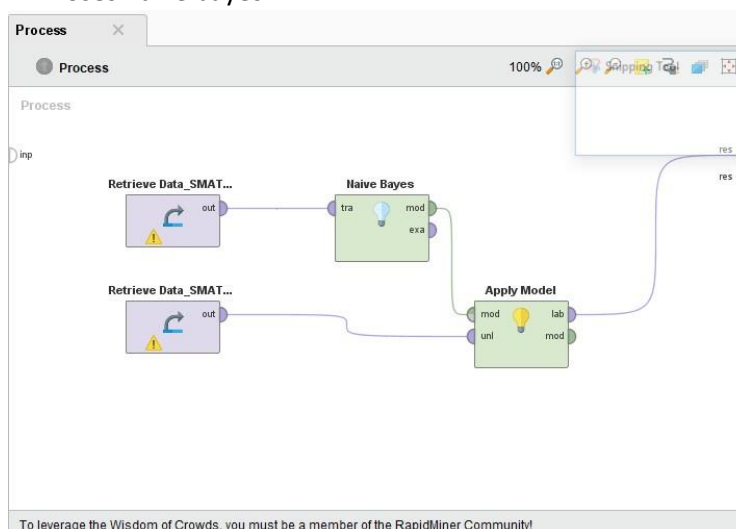 Process
Process
100%
Snipping Tool
Process
inp
res
res
Retrieve Data_SMAT...
out
Naive Bayes
tra
mod
exa
Retrieve Data_SMAT...
out
Apply Model
mod
lab
unl
mod
To leverage the Wisdom of Crowds, you must be a member of the RapidMiner Community!